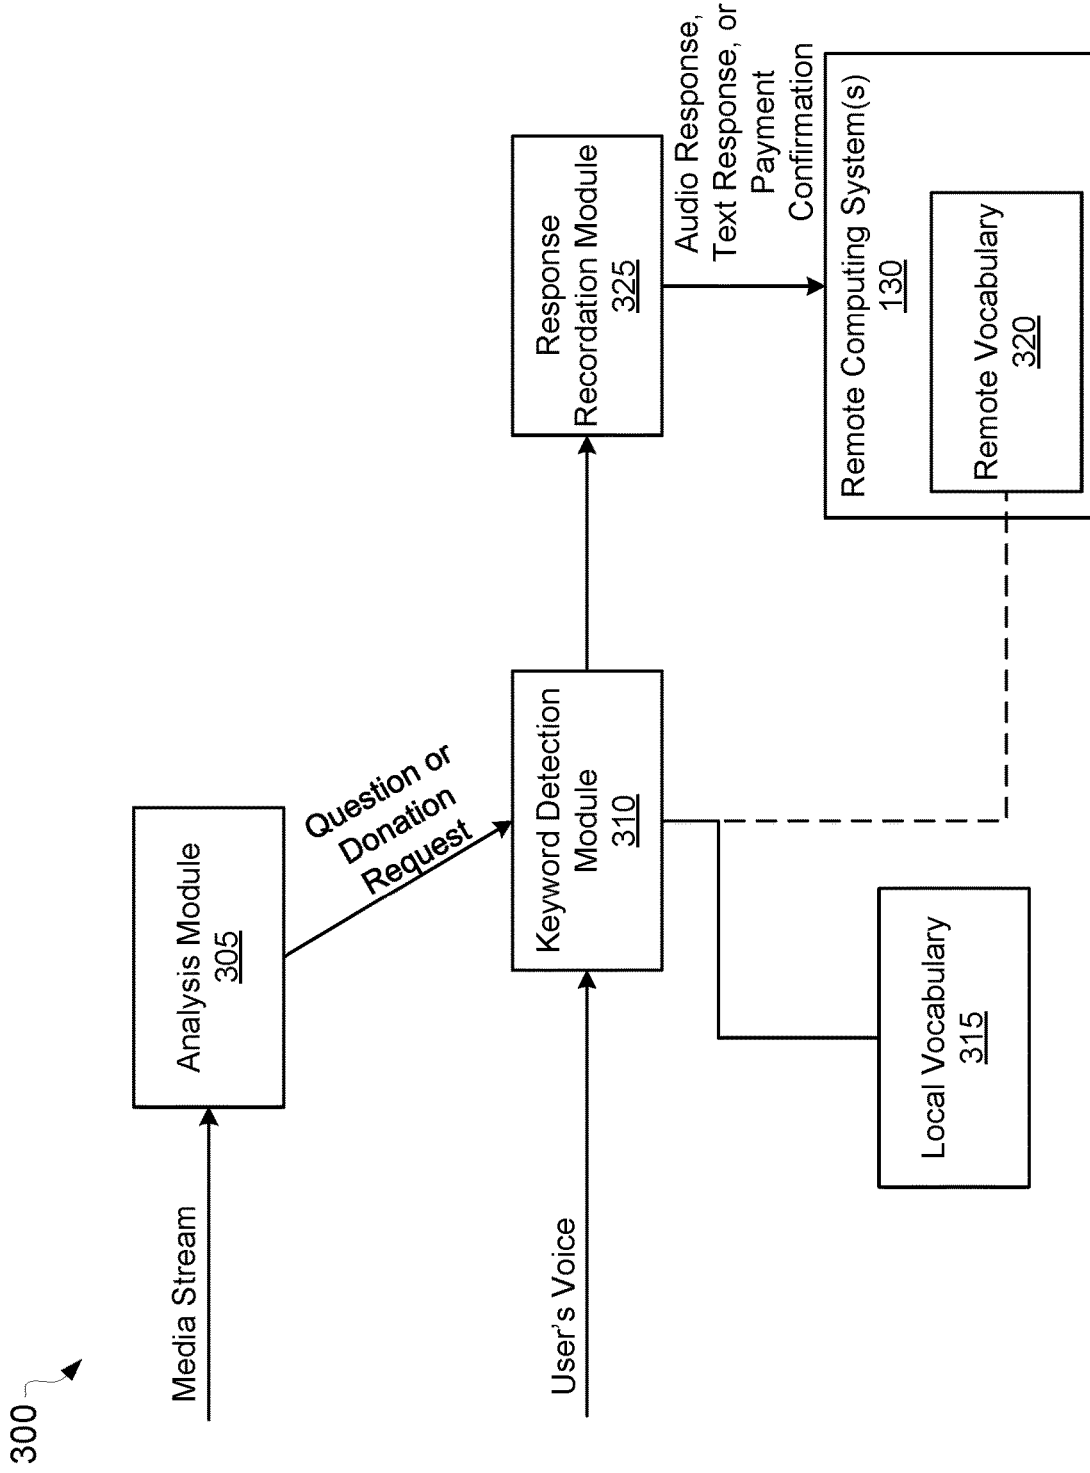 300
Media Stream
Analysis Module
305
Question or
Donation
Request
User's Voice
Keyword Detection
Module
310
Response
Recordation Module
325
Audio Response,
Text Response, or
Payment
Confirmation
Local Vocabulary
315
Remote Computing System(s)
130
Remote Vocabulary
320